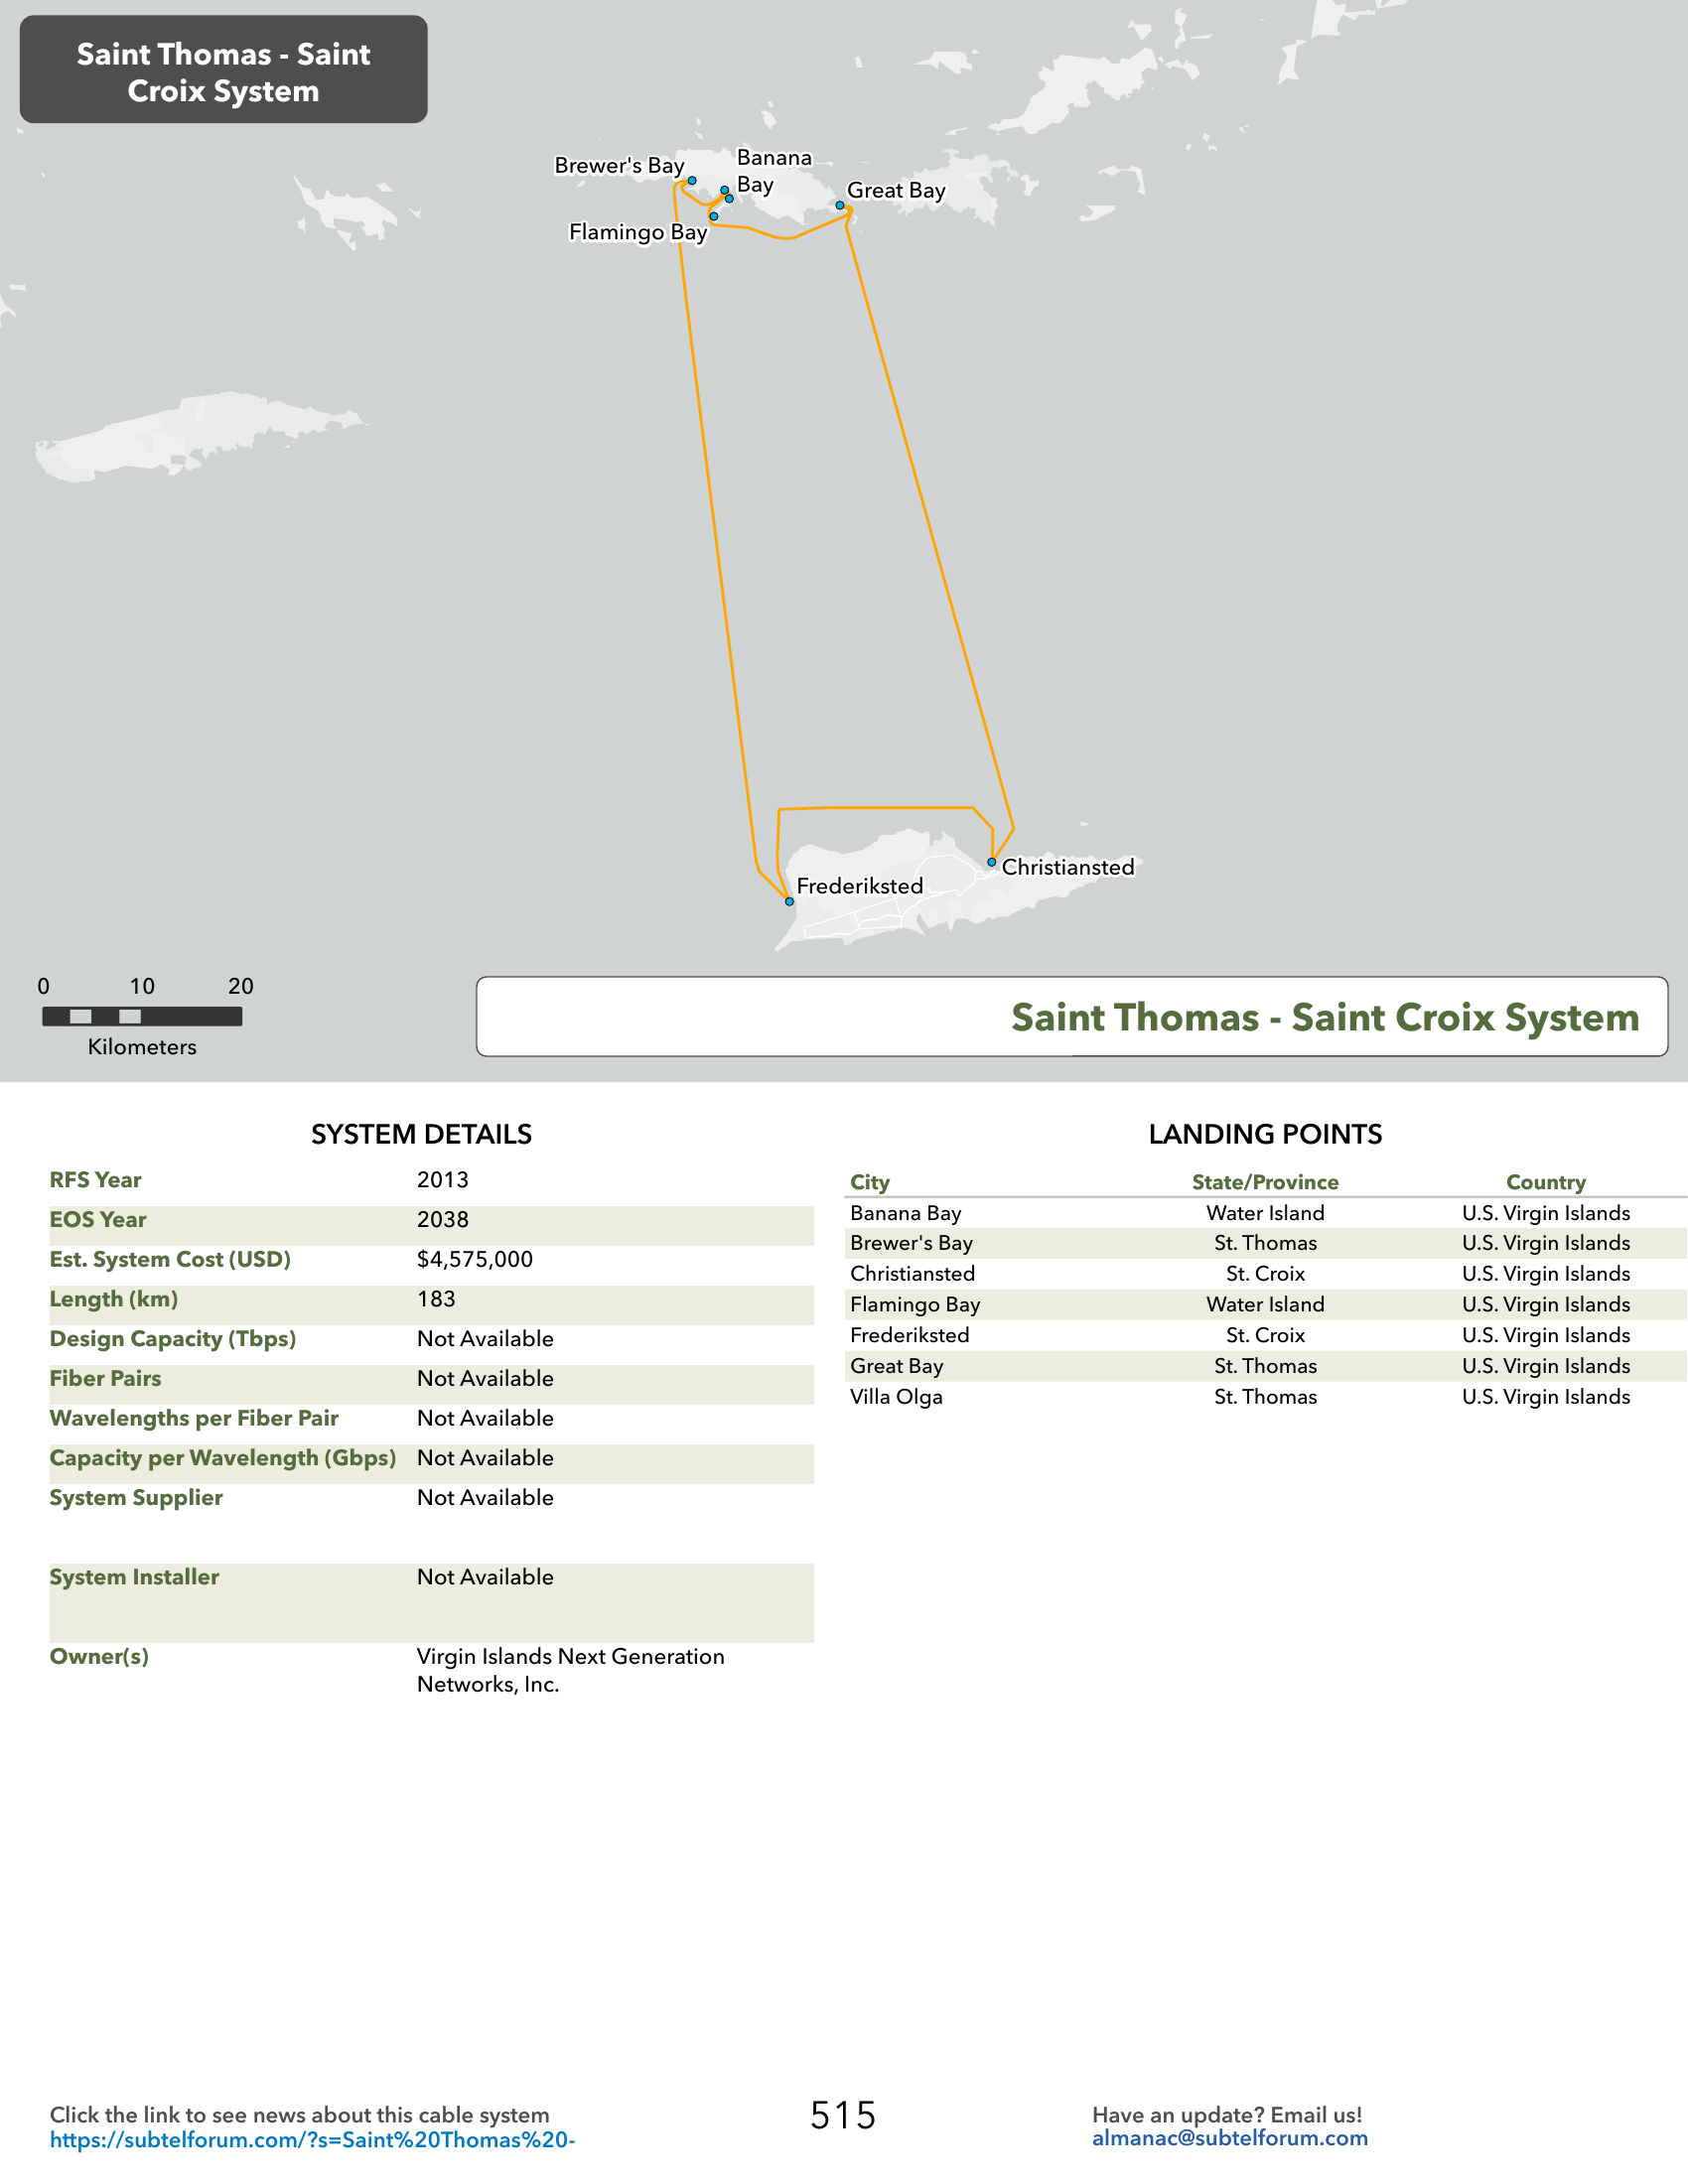 Saint Thomas - Saint
Croix System
Brewer's Bay
Banana
Bay
Great Bay
Flamingo Bay
Christiansted
Frederiksted
0 10 20
Kilometers
Saint Thomas - Saint Croix System
SYSTEM DETAILS
RFS Year 2013
EOS Year 2038
Est. System Cost (USD) $4,575,000
Length (km) 183
Design Capacity (Tbps) Not Available
Fiber Pairs Not Available
Wavelengths per Fiber Pair Not Available
Capacity per Wavelength (Gbps) Not Available
System Supplier Not Available
System Installer Not Available
Owner(s) Virgin Islands Next Generation
Networks, Inc.
LANDING POINTS
City State/Province Country
Banana Bay Water Island U.S. Virgin Islands
Brewer's Bay St. Thomas U.S. Virgin Islands
Christiansted St. Croix U.S. Virgin Islands
Flamingo Bay Water Island U.S. Virgin Islands
Frederiksted St. Croix U.S. Virgin Islands
Great Bay St. Thomas U.S. Virgin Islands
Villa Olga St. Thomas U.S. Virgin Islands
Click the link to see news about this cable system
https://subtelforum.com/?s=Saint%20Thomas%20-
515
Have an update? Email us!
almanac@subtelforum.com